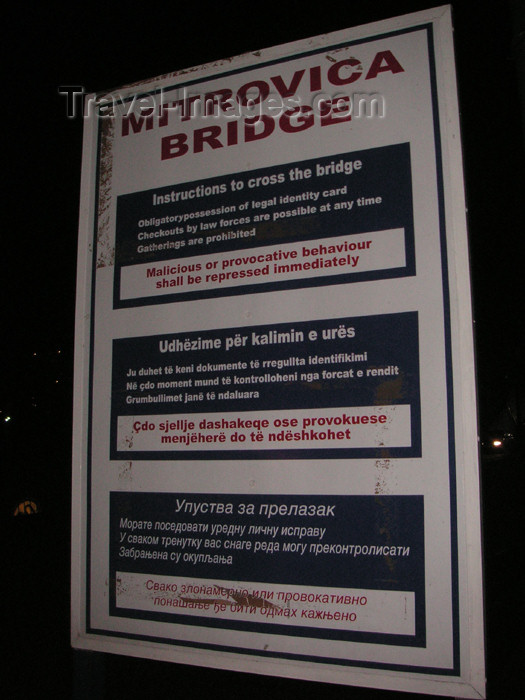 MITROVICA
Travel-Images.com
BRIDGE
Instructions to cross the bridge
Obligatorypossession of legal identity card
Checkouts by law forces are possible at any time
Gatherings are prohibited
Malicious or provocative behaviour
shall be repressed immediately
Udhëzime për kalimin e urës
Ju duhet të keni dokumente të rregullta identifikimi
Në çdo moment mund të kontrolloheni nga forcat e rendit
Grumbullimet janë të ndaluara
Çdo sjellje dashakeqe ose provokuese
menjëherë do të ndëshkohet
Упуства за прелазак
Морате поседовати уредну личну исправу
У сваком тренутку вас снаге реда могу преконтролисати
Забрањена су окупљања
Свако злонамерно или провокативно
понашање ђе бити одмах кажњено